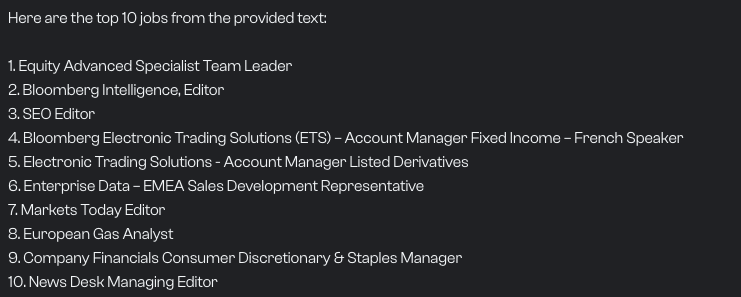 Here are the top 10 jobs from the provided text:
1. Equity Advanced Specialist Team Leader
2. Bloomberg Intelligence, Editor
3. SEO Editor
4. Bloomberg Electronic Trading Solutions (ETS) – Account Manager Fixed Income – French Speaker
5. Electronic Trading Solutions - Account Manager Listed Derivatives
6. Enterprise Data – EMEA Sales Development Representative
7. Markets Today Editor
8. European Gas Analyst
9. Company Financials Consumer Discretionary & Staples Manager
10. News Desk Managing Editor